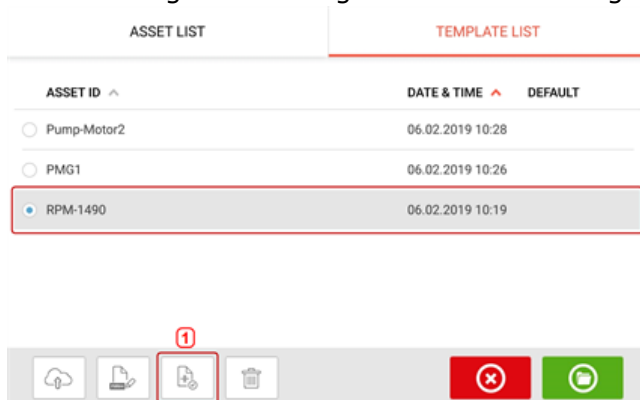 ASSET LIST TEMPLATE LIST
ASSET ID DATE & TIME DEFAULT
Pump-Motor2 06.02.2019 10:28
PMG1 06.02.2019 10:26
RPM-1490 06.02.2019 10:19
1